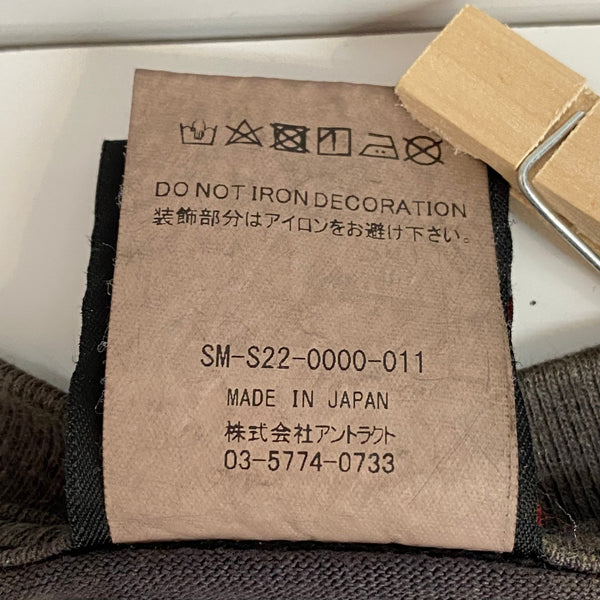 DO NOT IRON DECORATION
装飾部分はアイロンをお避け下さい。
SM-S22-0000-011
MADE IN JAPAN
株式会社アントラクト
03-5774-0733